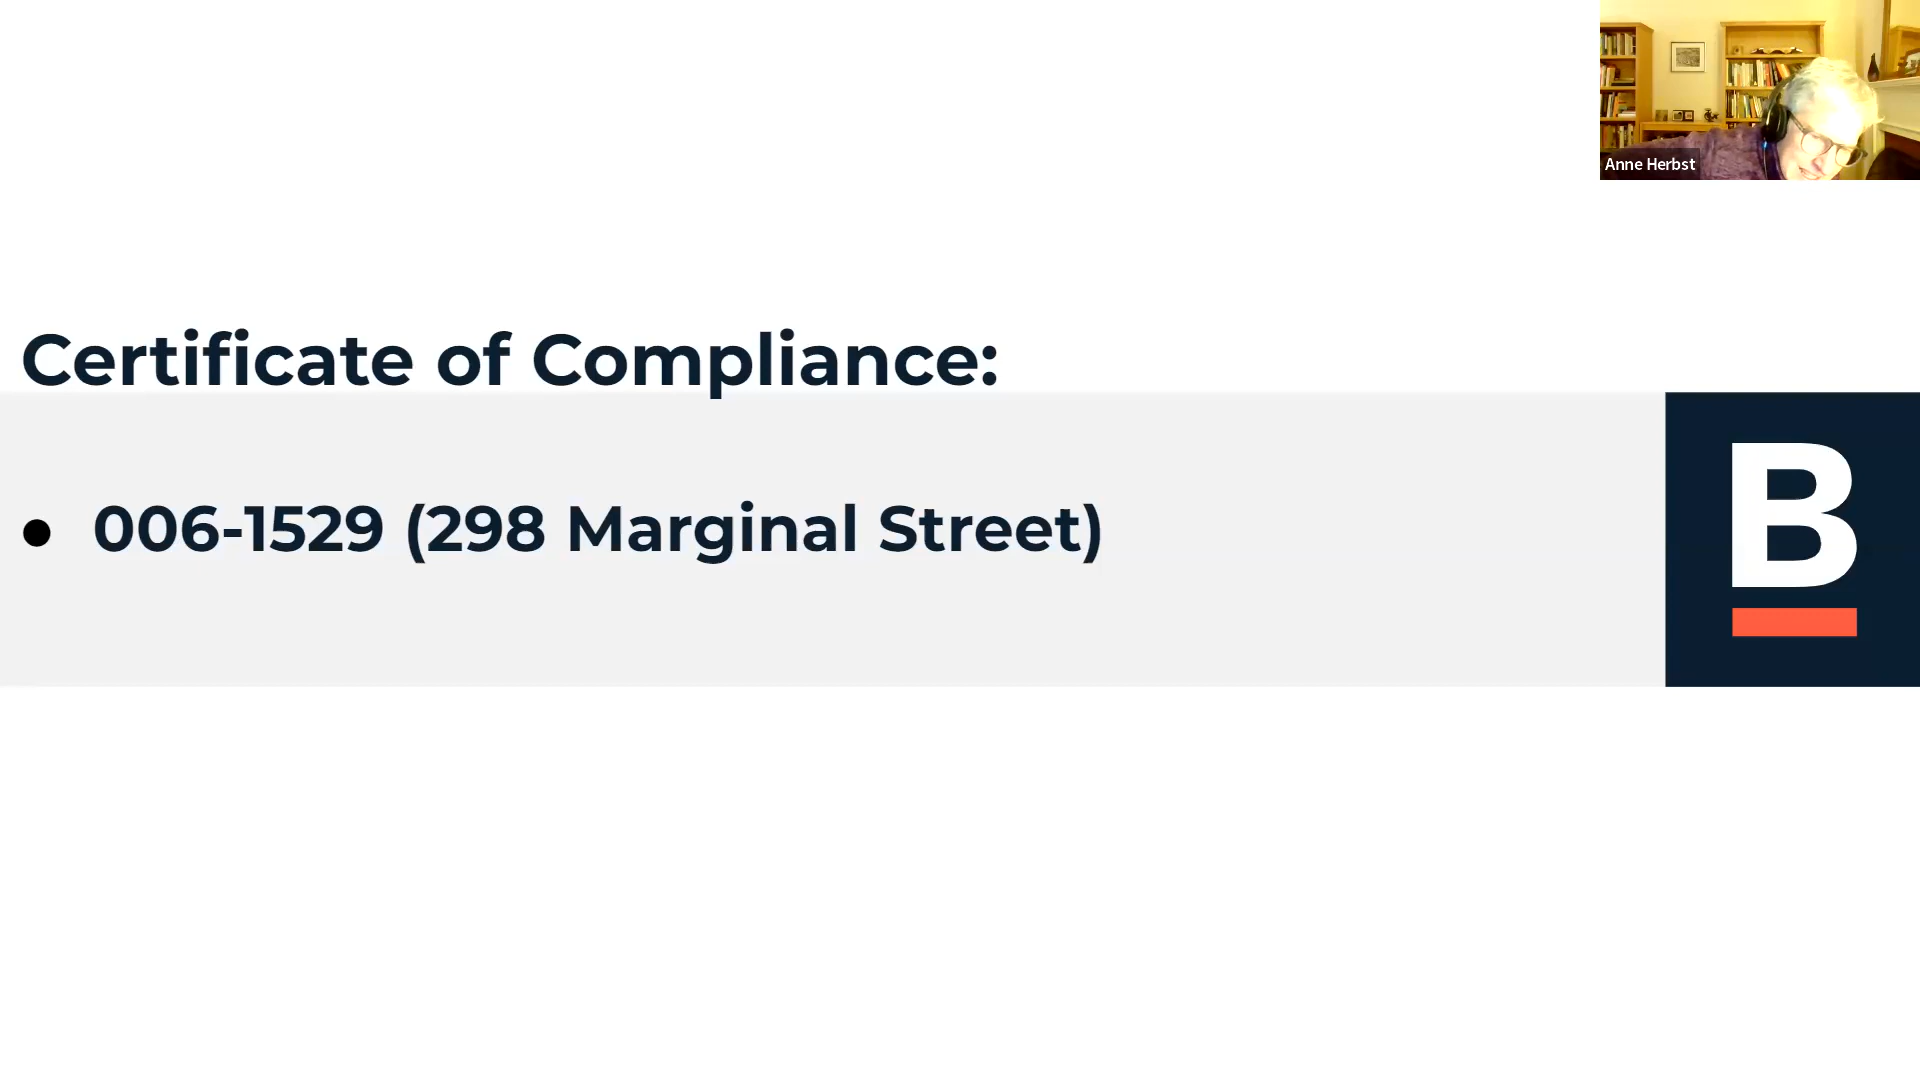 Anne Herbst
Certificate of Compliance:
● 006-1529 (298 Marginal Street)
B